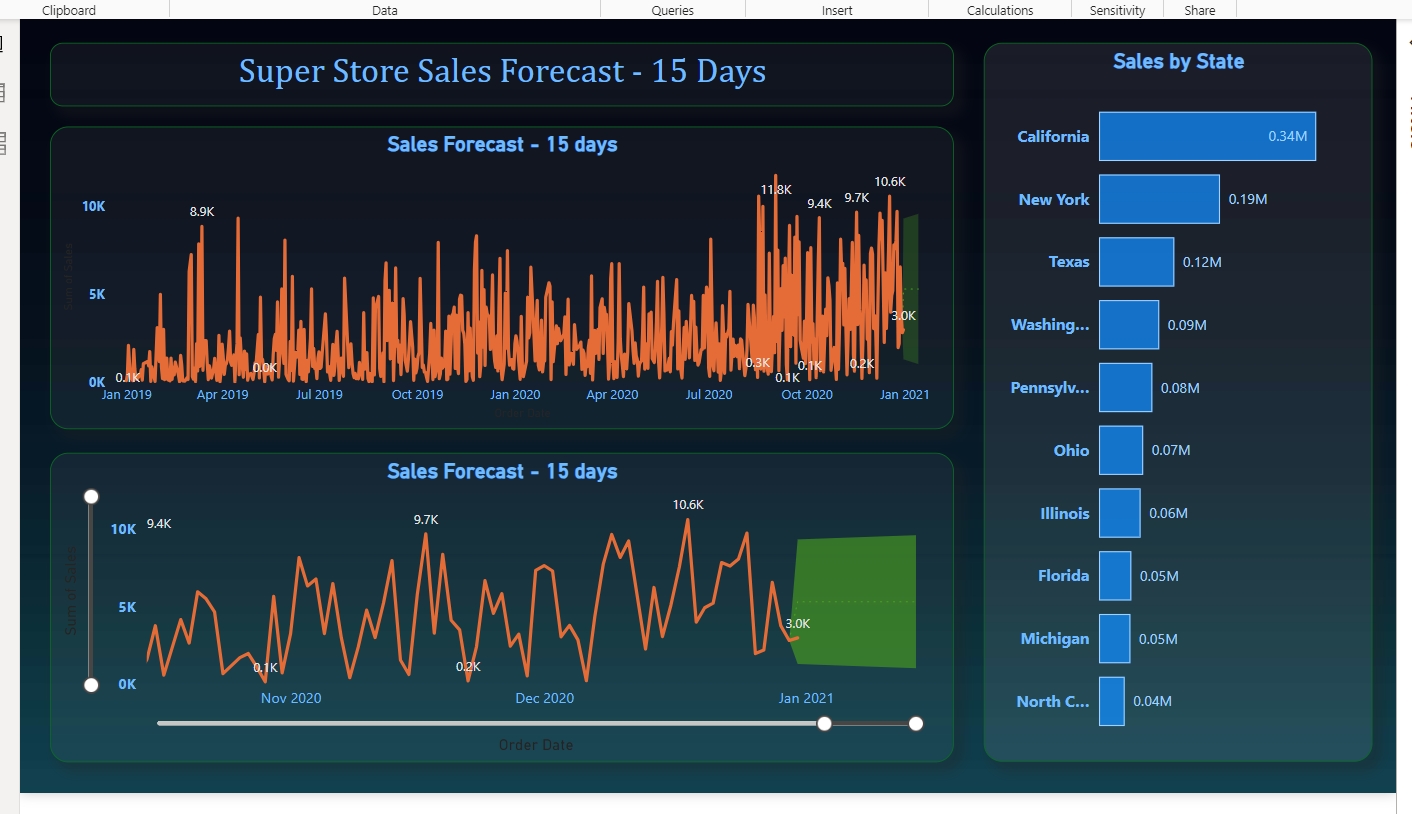 Clipboard
Data
Queries
Insert
Calculations
Sensitivity
Share
Super Store Sales Forecast - 15 Days
Sales Forecast - 15 days
Sum of Sales
10K
5K
0K
8.9K
11.8K
9.4K
9.7K
10.6K
3.0K
0.1K
0.0K
0.3K
0.1K
0.1K
0.2K
Jan 2019
Apr 2019
Jul 2019
Oct 2019
Jan 2020
Apr 2020
Jul 2020
Oct 2020
Jan 2021
Order Date
Sales Forecast - 15 days
Sum of Sales
10K
5K
0K
9.4K
9.7K
10.6K
0.1K
0.2K
3.0K
Nov 2020
Dec 2020
Jan 2021
Order Date
Sales by State
California 0.34M
New York 0.19M
Texas 0.12M
Washing... 0.09M
Pennsylv... 0.08M
Ohio 0.07M
Illinois 0.06M
Florida 0.05M
Michigan 0.05M
North C... 0.04M